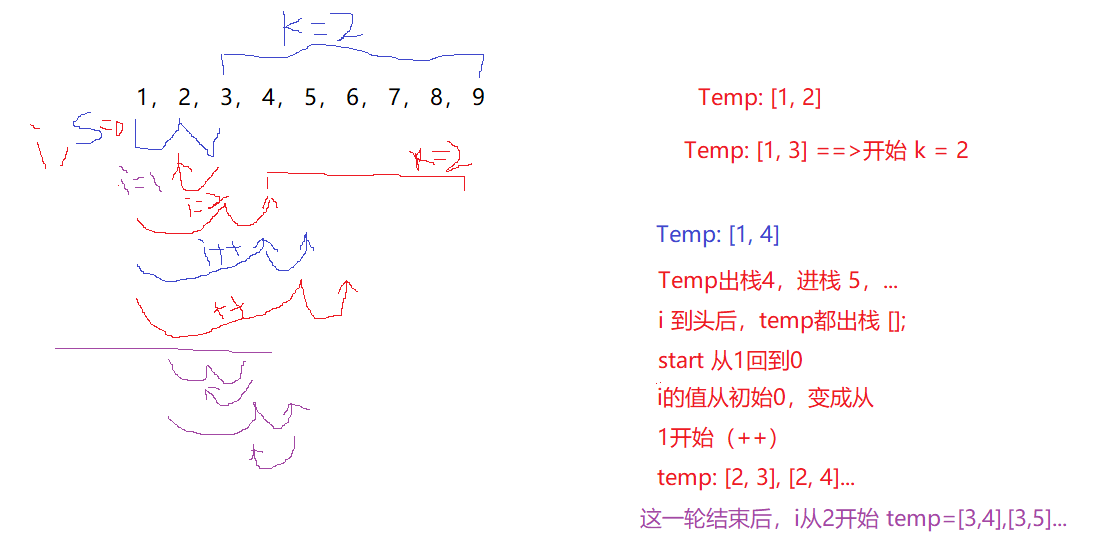 k=2
1, 2, 3, 4, 5, 6, 7, 8, 9
i, S=0
k=2
i=1
i=2
i++
++
Temp: [1, 2]
Temp: [1, 3] ==>开始 k = 2
Temp: [1, 4]
Temp出栈4，进栈 5，...
i 到头后，temp都出栈 [];
start 从1回到0
i的值从初始0，变成从
1开始（++）
temp: [2, 3], [2, 4]...
这一轮结束后，i从2开始 temp=[3,4],[3,5]...